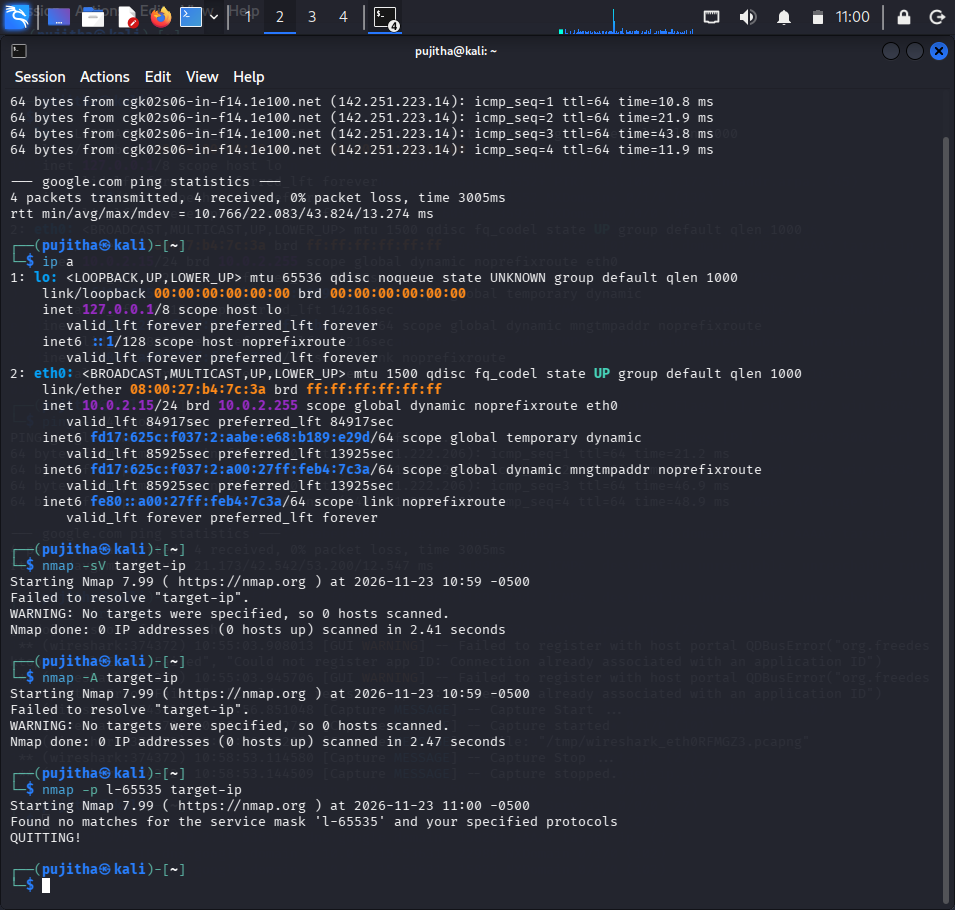 1 2 3 4 4 11:00
pujitha@kali: ~
Session Actions Edit View Help
64 bytes from cgk02s06-in-f14.1e100.net (142.251.223.14): icmp_seq=1 ttl=64 time=10.8 ms
64 bytes from cgk02s06-in-f14.1e100.net (142.251.223.14): icmp_seq=2 ttl=64 time=21.9 ms
64 bytes from cgk02s06-in-f14.1e100.net (142.251.223.14): icmp_seq=3 ttl=64 time=43.8 ms
64 bytes from cgk02s06-in-f14.1e100.net (142.251.223.14): icmp_seq=4 ttl=64 time=11.9 ms
--- google.com ping statistics ---
4 packets transmitted, 4 received, 0% packet loss, time 3005ms
rtt min/avg/max/mdev = 10.766/22.083/43.824/13.274 ms
┌──(pujitha㉿kali)-[~]
└─$ ip a
1: lo: <LOOPBACK,UP,LOWER_UP> mtu 65536 qdisc noqueue state UNKNOWN group default qlen 1000
link/loopback 00:00:00:00:00:00 brd 00:00:00:00:00:00
inet 127.0.0.1/8 scope host lo
valid_lft forever preferred_lft forever
inet6 ::1/128 scope host noprefixroute
valid_lft forever preferred_lft forever
2: eth0: <BROADCAST,MULTICAST,UP,LOWER_UP> mtu 1500 qdisc fq_codel state UP group default qlen 1000
link/ether 08:00:27:b4:7c:3a brd ff:ff:ff:ff:ff:ff
inet 10.0.2.15/24 brd 10.0.2.255 scope global dynamic noprefixroute eth0
valid_lft 84917sec preferred_lft 84917sec
inet6 fd17:625c:f037:2:aabe:e68:b189:e29d/64 scope global temporary dynamic
valid_lft 85925sec preferred_lft 13925sec
inet6 fd17:625c:f037:2:a00:27ff:feb4:7c3a/64 scope global dynamic mngtmpaddr noprefixroute
valid_lft 85925sec preferred_lft 13925sec
inet6 fe80::a00:27ff:feb4:7c3a/64 scope link noprefixroute
valid_lft forever preferred_lft forever
┌──(pujitha㉿kali)-[~]
└─$ nmap -sV target-ip
Starting Nmap 7.99 ( https://nmap.org ) at 2026-11-23 10:59 -0500
Failed to resolve "target-ip".
WARNING: No targets were specified, so 0 hosts scanned.
Nmap done: 0 IP addresses (0 hosts up) scanned in 2.41 seconds
┌──(pujitha㉿kali)-[~]
└─$ nmap -A target-ip
Starting Nmap 7.99 ( https://nmap.org ) at 2026-11-23 10:59 -0500
Failed to resolve "target-ip".
WARNING: No targets were specified, so 0 hosts scanned.
Nmap done: 0 IP addresses (0 hosts up) scanned in 2.47 seconds
┌──(pujitha㉿kali)-[~]
└─$ nmap -p l-65535 target-ip
Starting Nmap 7.99 ( https://nmap.org ) at 2026-11-23 11:00 -0500
Found no matches for the service mask 'l-65535' and your specified protocols
QUITTING!
┌──(pujitha㉿kali)-[~]
└─$